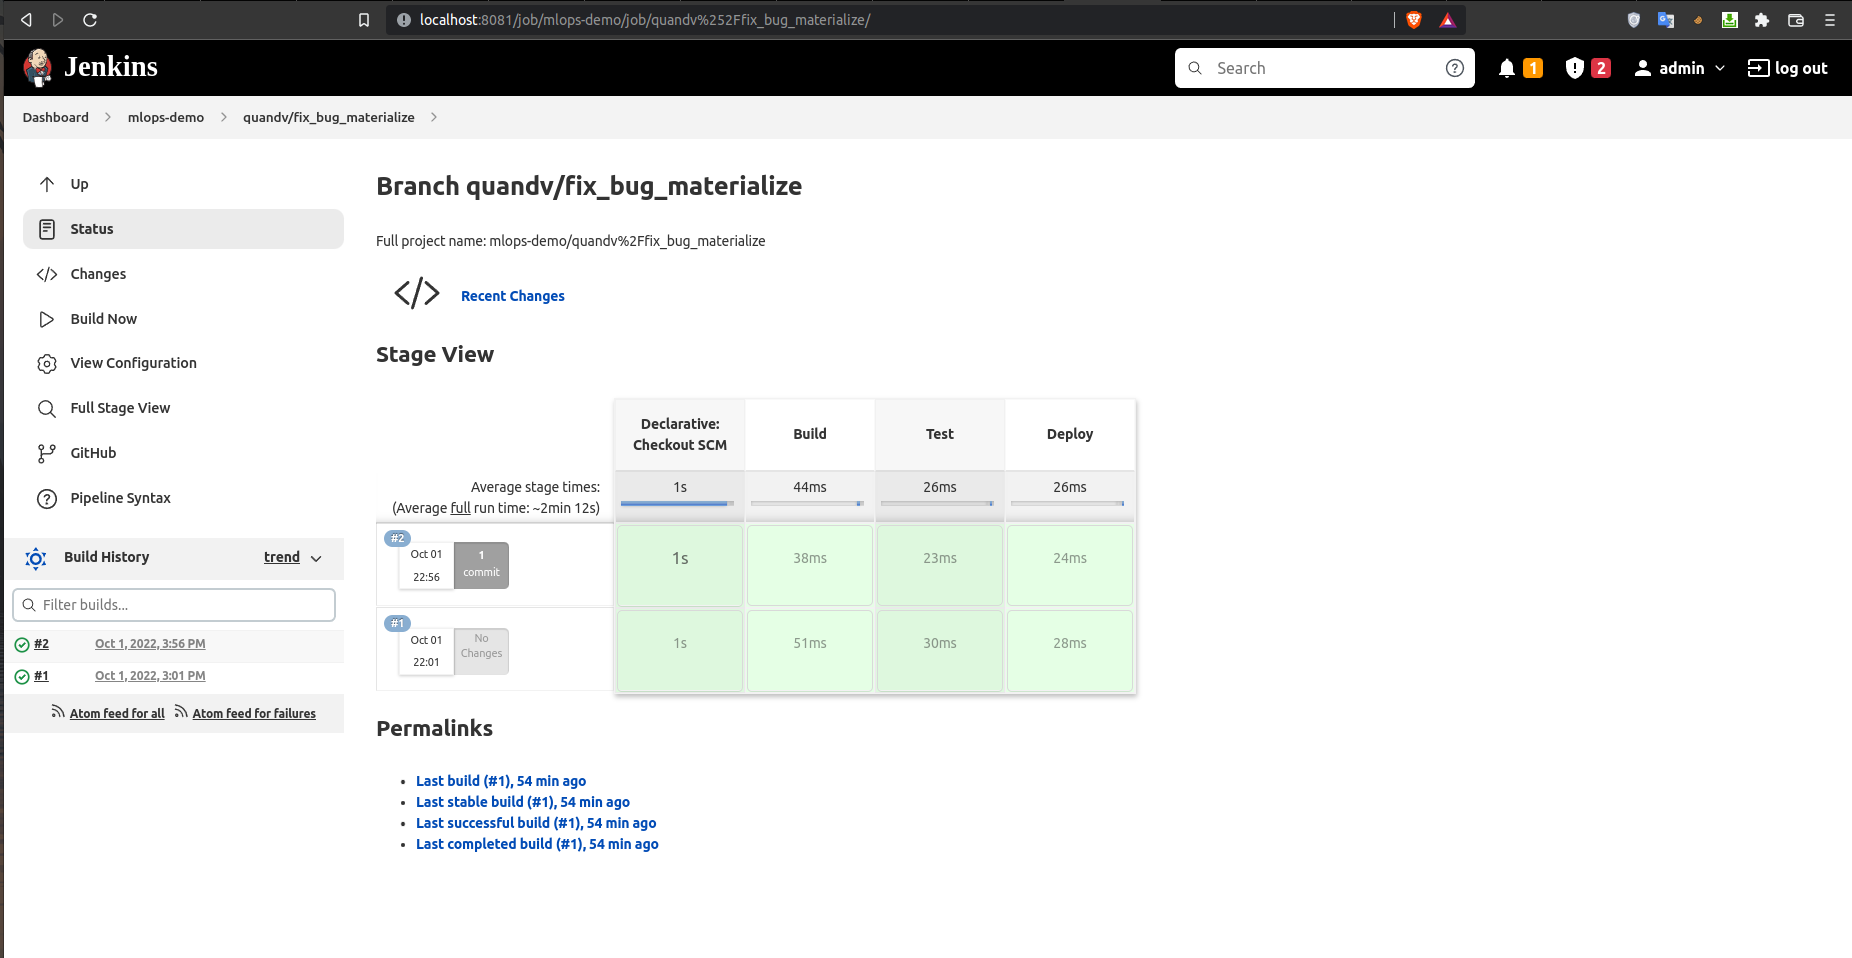 localhost:8081/job/mlops-demo/job/quandv%252Ffix_bug_materialize/
Jenkins
Search
1
2
admin
log out
Dashboard
mlops-demo
quandv/fix_bug_materialize
Up
Status
Changes
Build Now
View Configuration
Full Stage View
GitHub
Pipeline Syntax
Build History
trend
Filter builds...
#2 Oct 1, 2022, 3:56 PM
#1 Oct 1, 2022, 3:01 PM
Atom feed for all Atom feed for failures
Branch quandv/fix_bug_materialize
Full project name: mlops-demo/quandv%2Ffix_bug_materialize
</> Recent Changes
Stage View
Declarative:
Checkout SCM
Build
Test
Deploy
Average stage times:
(Average full run time: ~2min 12s)
1s 44ms 26ms 26ms
#2
Oct 01
22:56
1
commit
1s 38ms 23ms 24ms
#1
Oct 01
22:01
No
Changes
1s 51ms 30ms 28ms
Permalinks
Last build (#1), 54 min ago
Last stable build (#1), 54 min ago
Last successful build (#1), 54 min ago
Last completed build (#1), 54 min ago